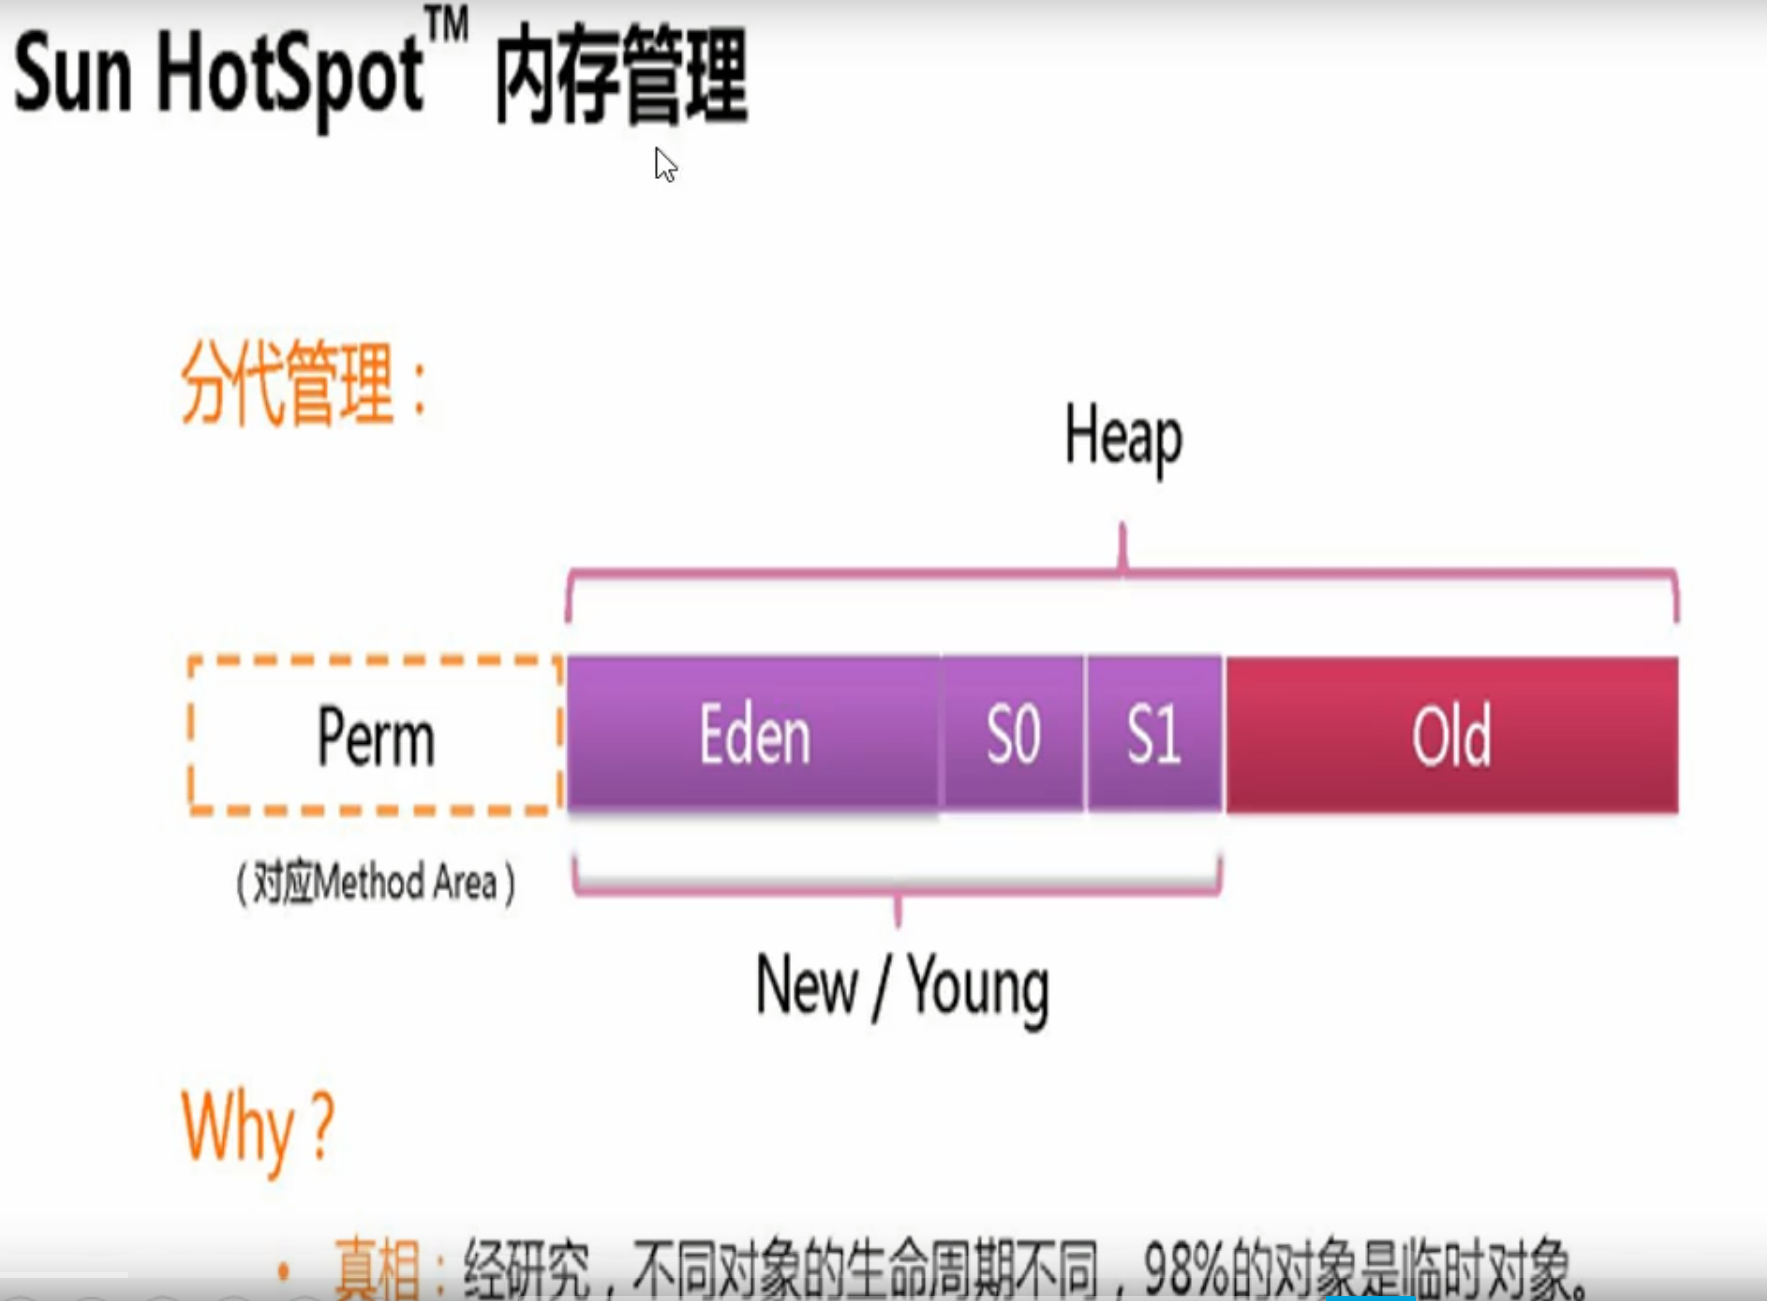 Sun HotSpot™ 内存管理
分代管理：
Heap
Perm
Eden
S0
S1
Old
（对应Method Area）
New / Young
Why？
• 真相：经研究，不同对象的生命周期不同，98%的对象是临时对象。